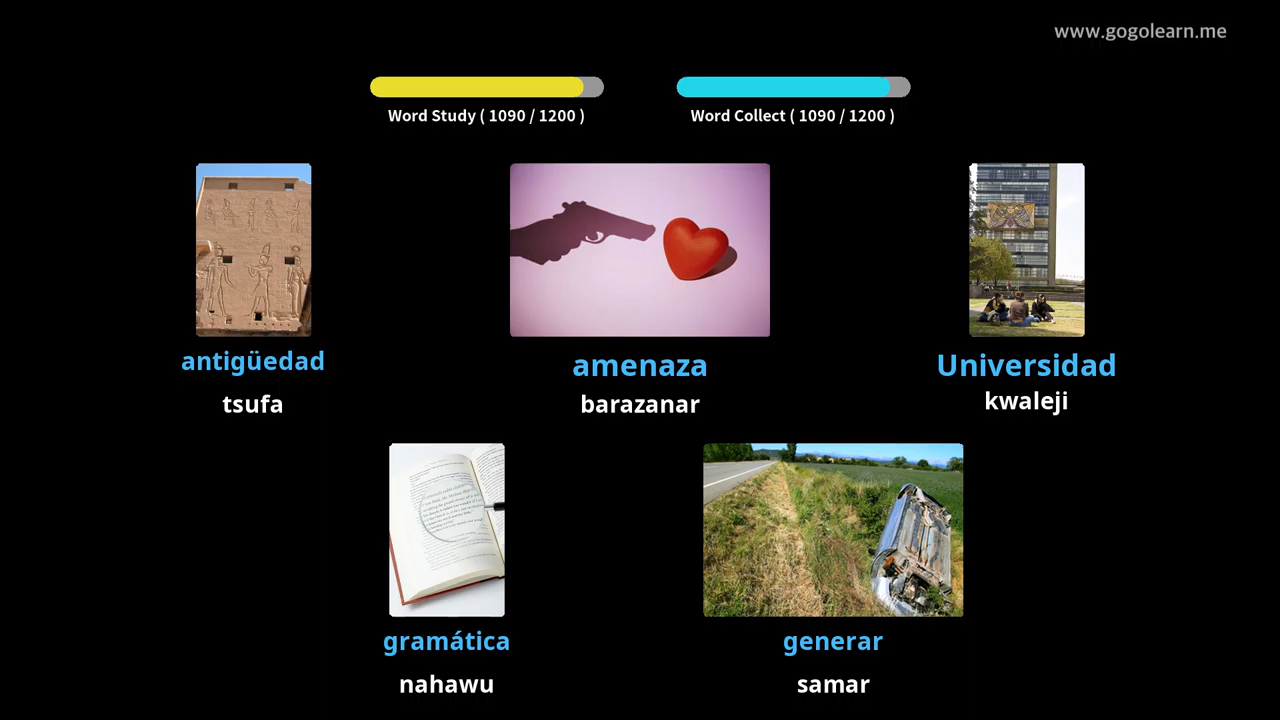 www.gogolearn.me
Word Study ( 1090 / 1200 )
Word Collect ( 1090 / 1200 )
antigüedad
tsufa
amenaza
barazanar
Universidad
kwaleji
gramática
nahawu
generar
samar